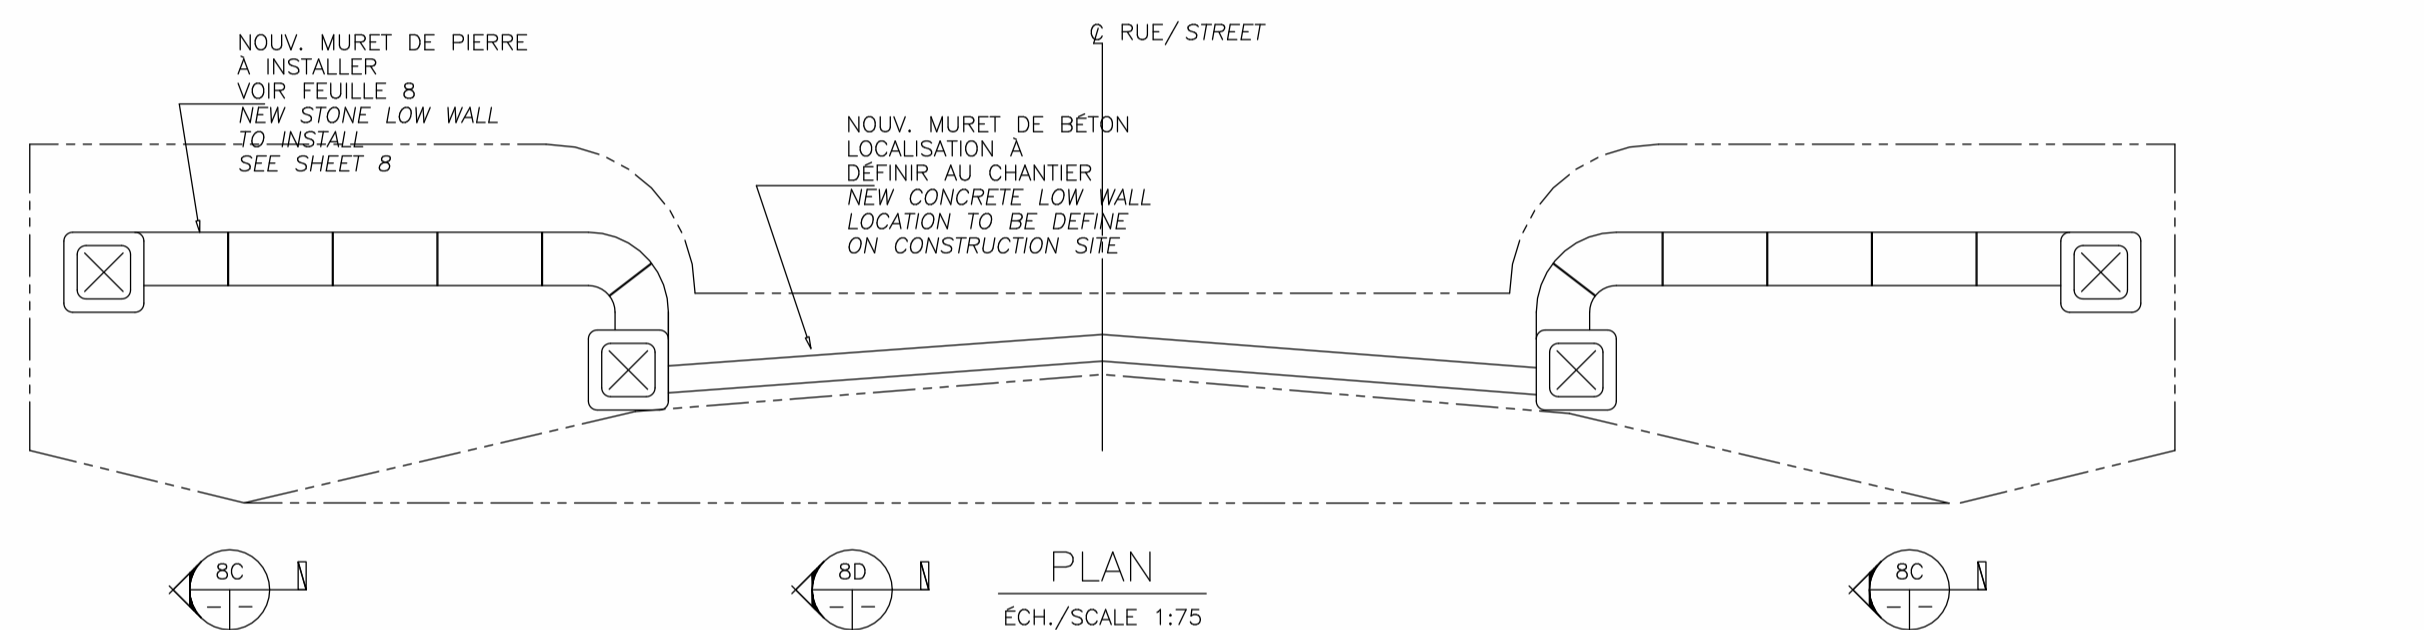 ℄ RUE/STREET
NOUV. MURET DE PIERRE
À INSTALLER
VOIR FEUILLE 8
NEW STONE LOW WALL
TO INSTALL
SEE SHEET 8
NOUV. MURET DE BÉTON
LOCALISATION À
DÉFINIR AU CHANTIER
NEW CONCRETE LOW WALL
LOCATION TO BE DEFINE
ON CONSTRUCTION SITE
8C
N
8D
N
PLAN
ÉCH./SCALE 1:75
8C
N